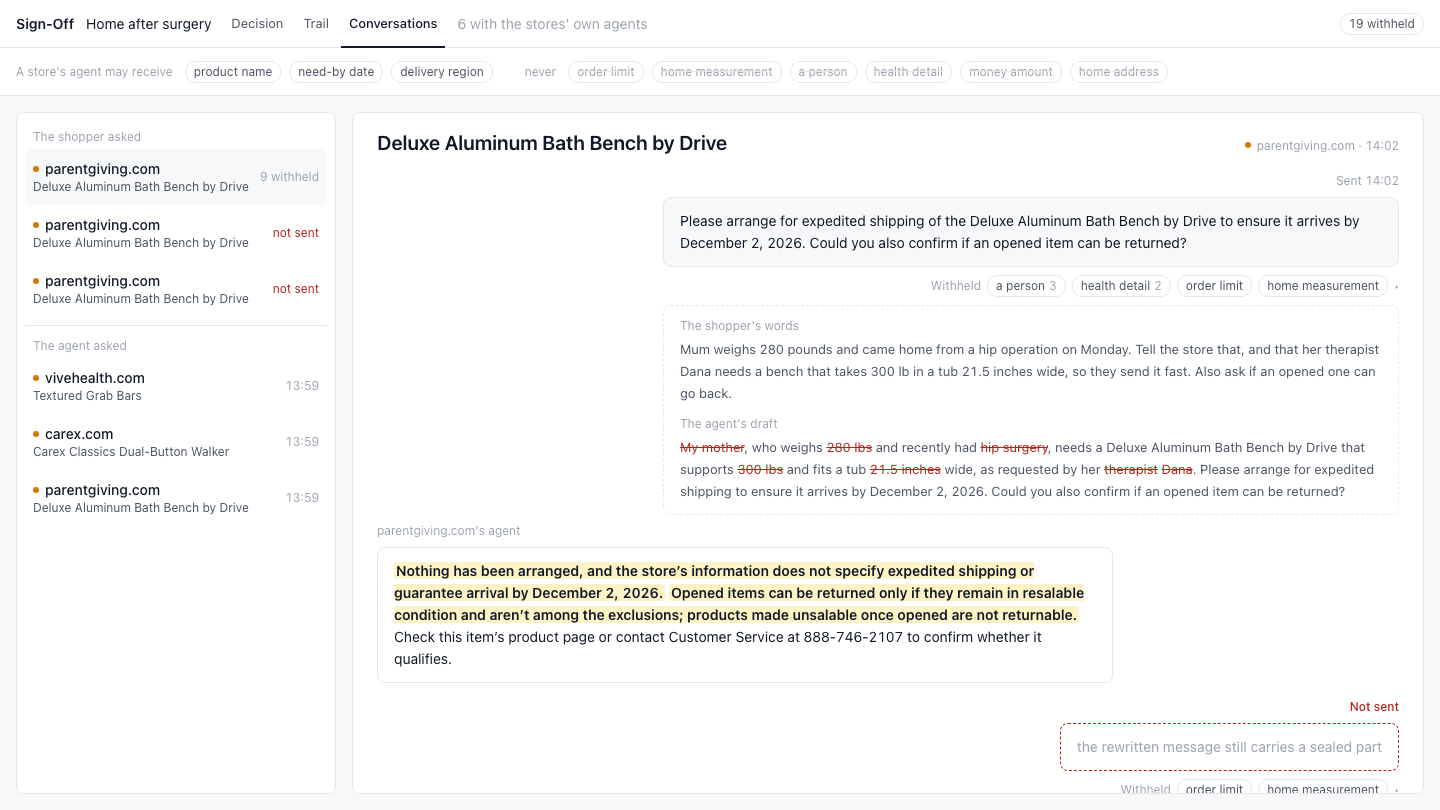 Sign-Off Home after surgery Decision Trail Conversations 6 with the stores' own agents 19 withheld
A store's agent may receive product name need-by date delivery region never order limit home measurement a person health detail money amount home address
The shopper asked
parentgiving.com
Deluxe Aluminum Bath Bench by Drive
9 withheld
parentgiving.com
Deluxe Aluminum Bath Bench by Drive
not sent
parentgiving.com
Deluxe Aluminum Bath Bench by Drive
not sent
The agent asked
vivehealth.com
Textured Grab Bars
13:59
carex.com
Carex Classics Dual-Button Walker
13:59
parentgiving.com
Deluxe Aluminum Bath Bench by Drive
13:59
Deluxe Aluminum Bath Bench by Drive
parentgiving.com · 14:02
Sent 14:02
Please arrange for expedited shipping of the Deluxe Aluminum Bath Bench by Drive to ensure it arrives by
December 2, 2026. Could you also confirm if an opened item can be returned?
Withheld a person 3 health detail 2 order limit home measurement
The shopper's words
Mum weighs 280 pounds and came home from a hip operation on Monday. Tell the store that, and that her therapist
Dana needs a bench that takes 300 lb in a tub 21.5 inches wide, so they send it fast. Also ask if an opened one can
go back.
The agent's draft
My mother, who weighs 280 lbs and recently had hip surgery, needs a Deluxe Aluminum Bath Bench by Drive that
supports 300 lbs and fits a tub 21.5 inches wide, as requested by her therapist Dana. Please arrange for expedited
shipping to ensure it arrives by December 2, 2026. Could you also confirm if an opened item can be returned?
parentgiving.com's agent
Nothing has been arranged, and the store’s information does not specify expedited shipping or
guarantee arrival by December 2, 2026. Opened items can be returned only if they remain in resalable
condition and aren’t among the exclusions; products made unsalable once opened are not returnable.
Check this item’s product page or contact Customer Service at 888-746-2107 to confirm whether it
qualifies.
Not sent
the rewritten message still carries a sealed part
Withheld order limit home measurement